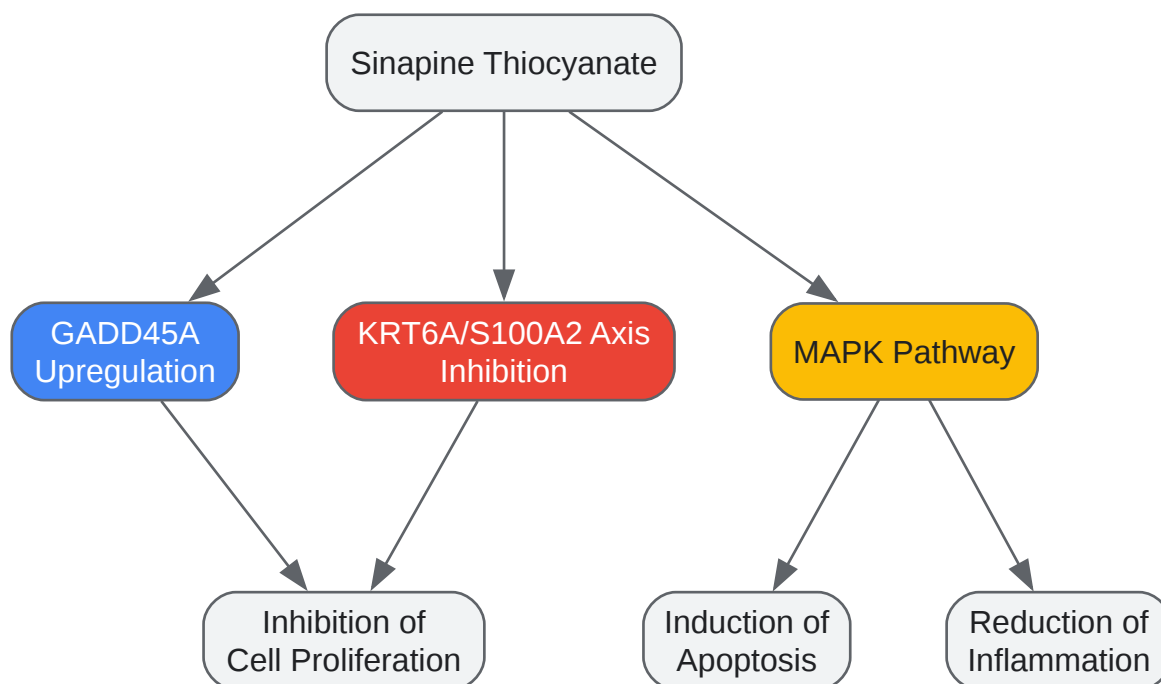 Sinapine Thiocyanate
GADD45A
Upregulation
KRT6A/S100A2 Axis
Inhibition
MAPK Pathway
Inhibition of
Cell Proliferation
Induction of
Apoptosis
Reduction of
Inflammation